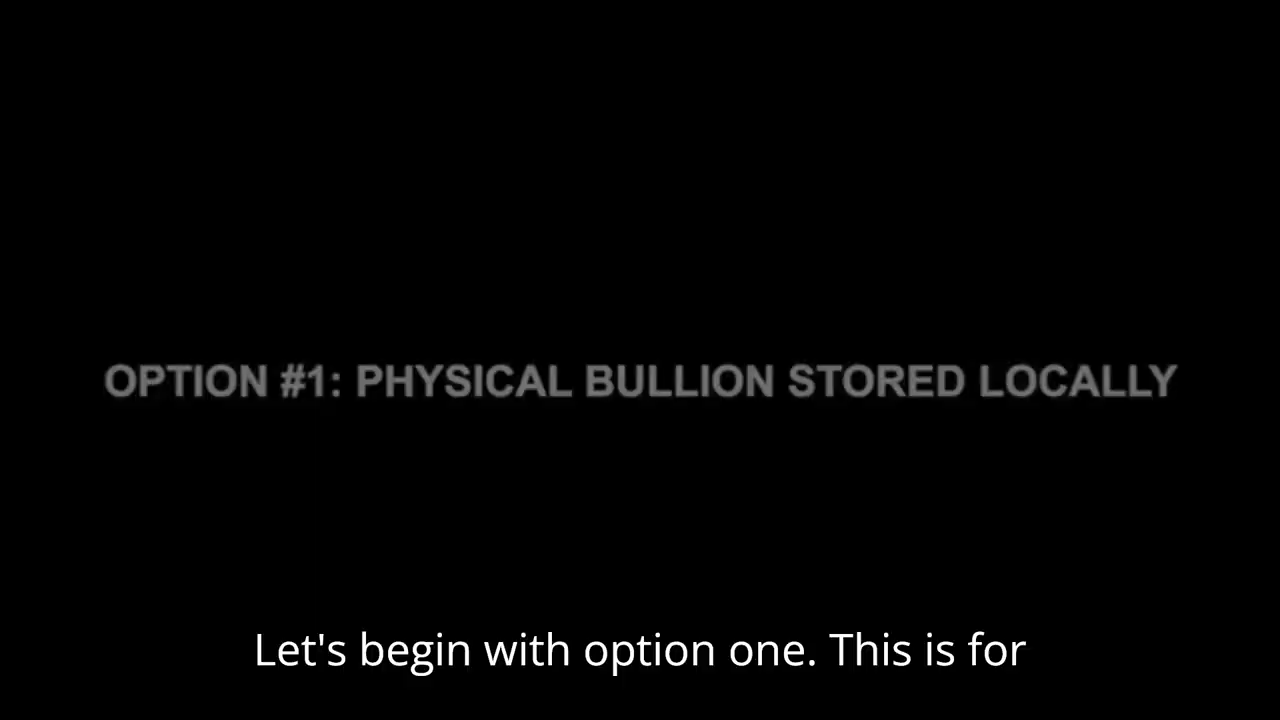 OPTION #1: PHYSICAL BULLION STORED LOCALLY
Let's begin with option one. This is for